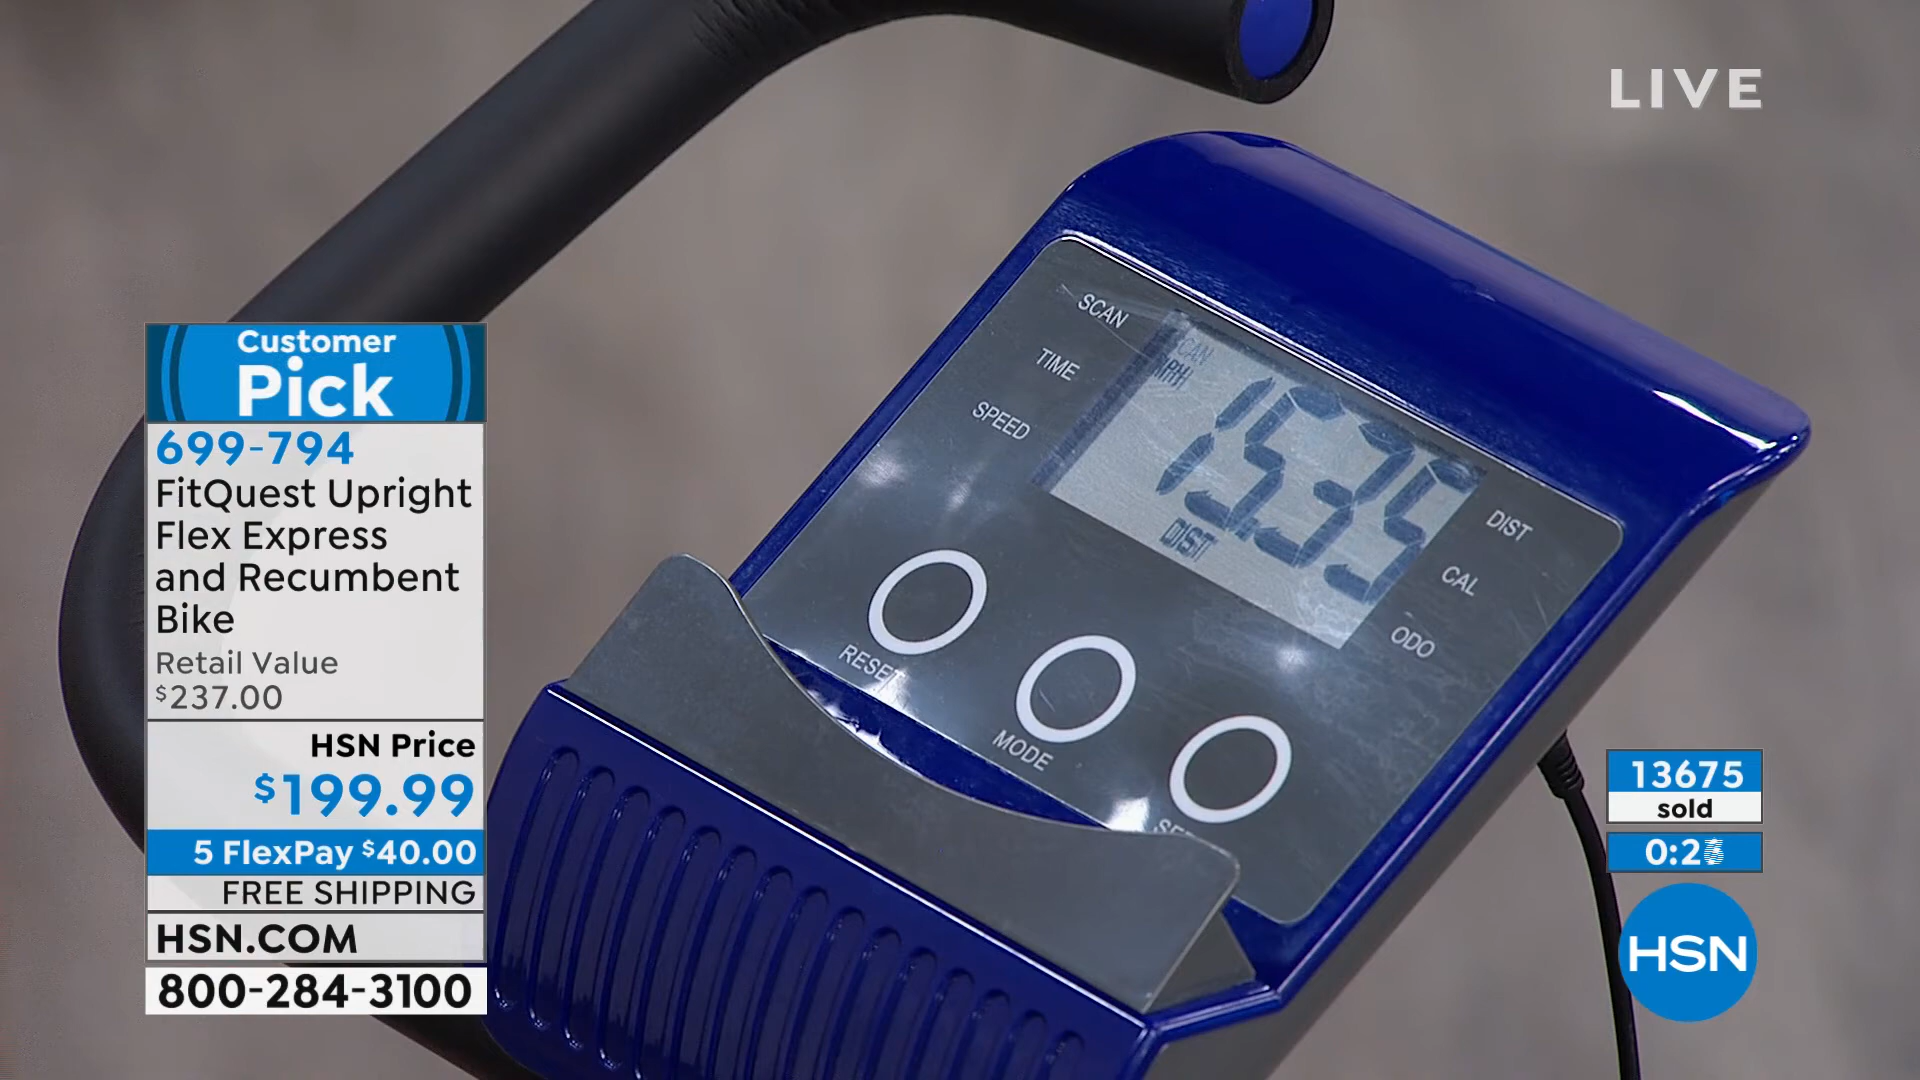 LIVE
SCAN
TIME
SPEED
SCAN
MPH
15.35
DIST
DIST
CAL
ODO
RESET
MODE
Customer
Pick
699-794
FitQuest Upright
Flex Express
and Recumbent
Bike
Retail Value
$237.00
HSN Price
$199.99
5 FlexPay $40.00
FREE SHIPPING
HSN.COM
800-284-3100
13675
sold
HSN